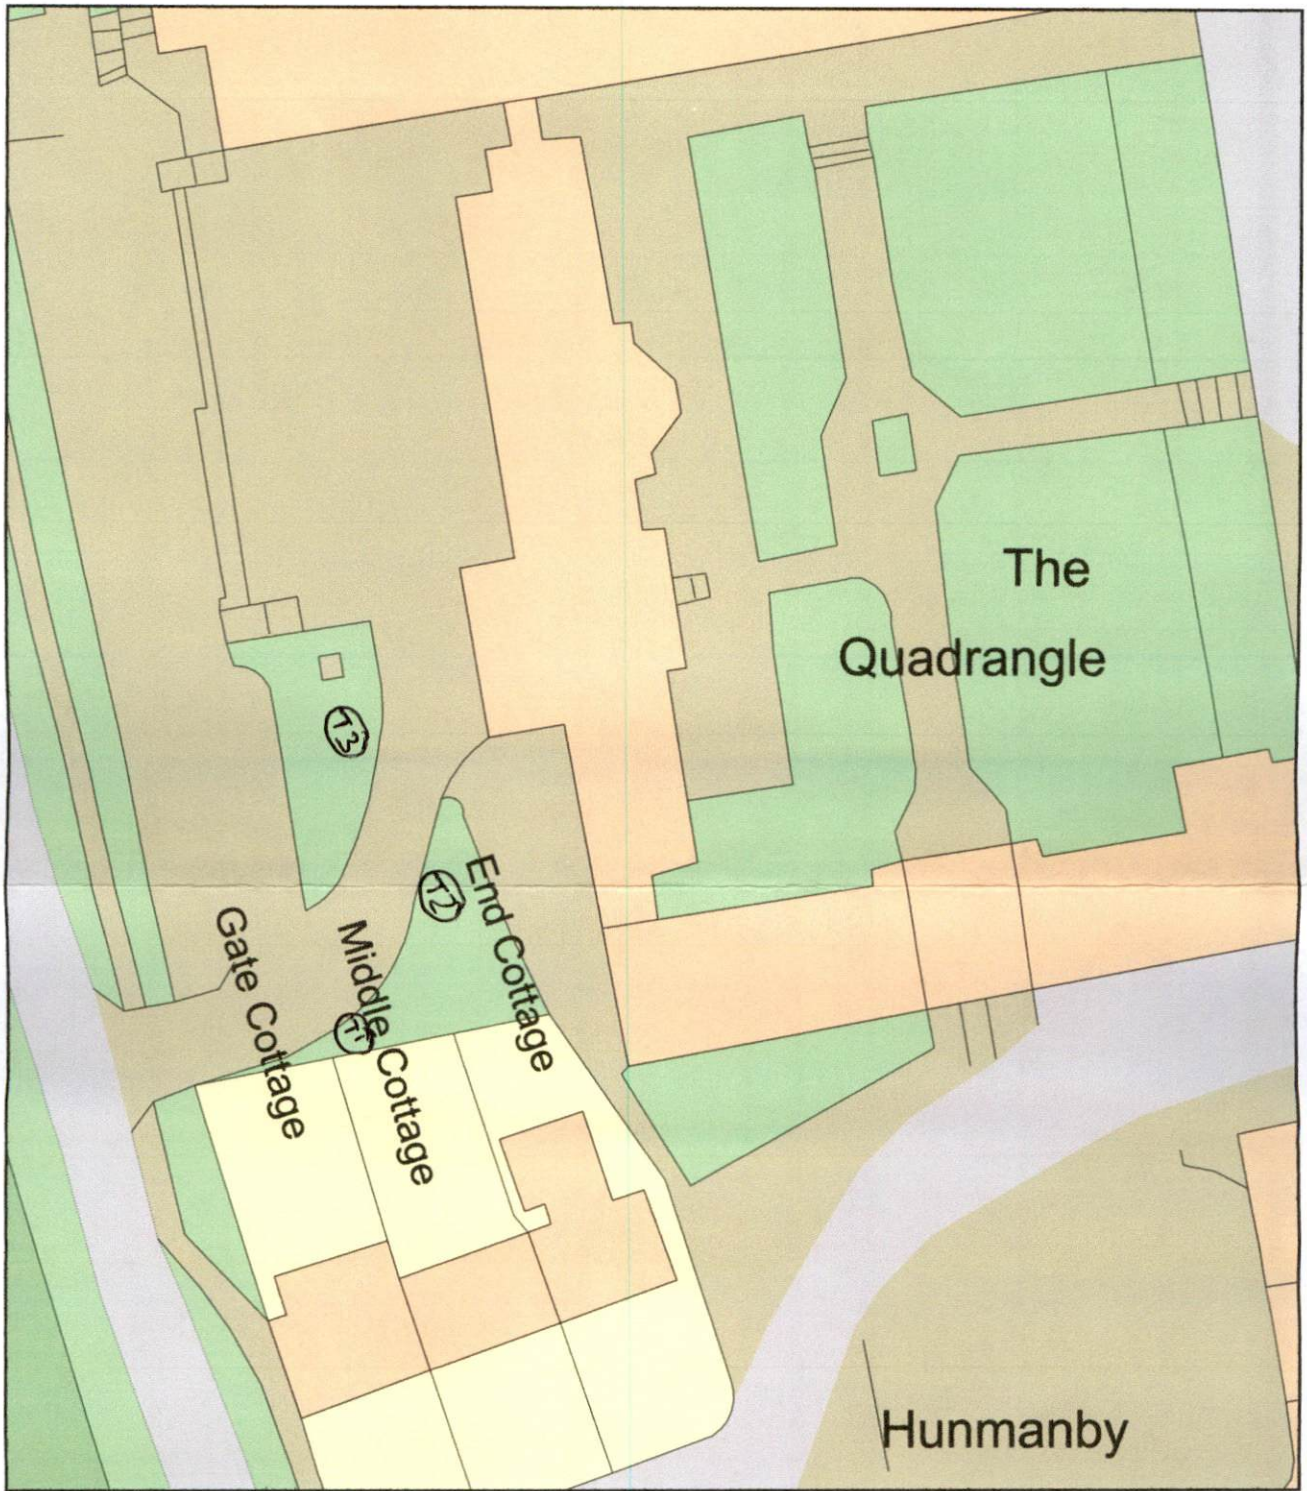 The
Quadrangle
T3
T2
End Cottage
Middle Cottage
Gate Cottage
T1
Hunmanby